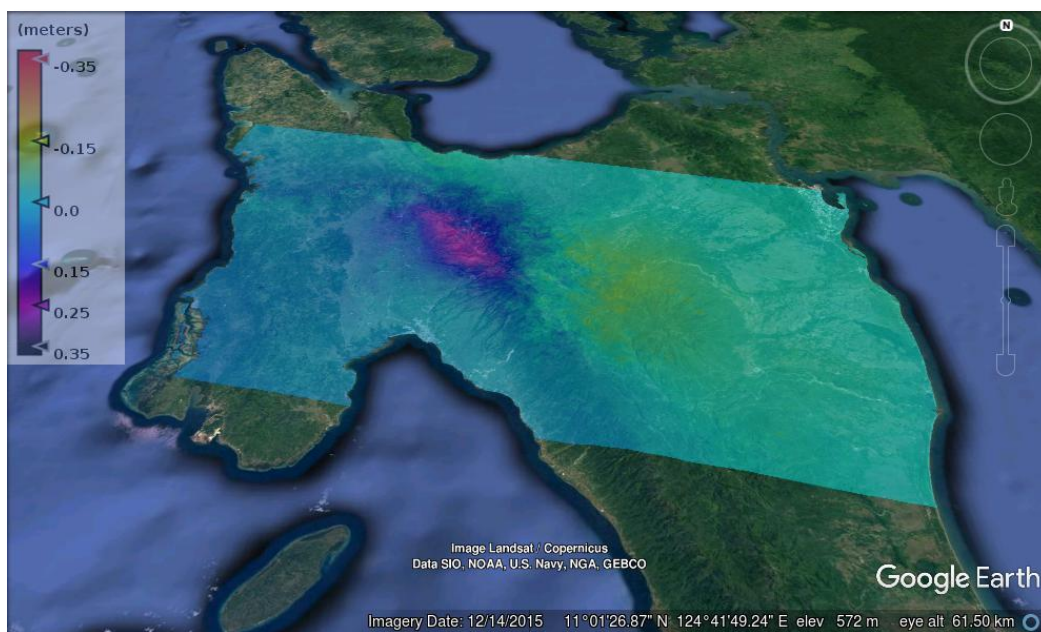 (meters)
-0.35
-0.15
0.0
0.15
0.25
0.35
N
Image Landsat / Copernicus
Data SIO, NOAA, U.S. Navy, NGA, GEBCO
Google Earth
Imagery Date: 12/14/2015 11°01'26.87" N 124°41'49.24" E elev 572 m eye alt 61.50 km